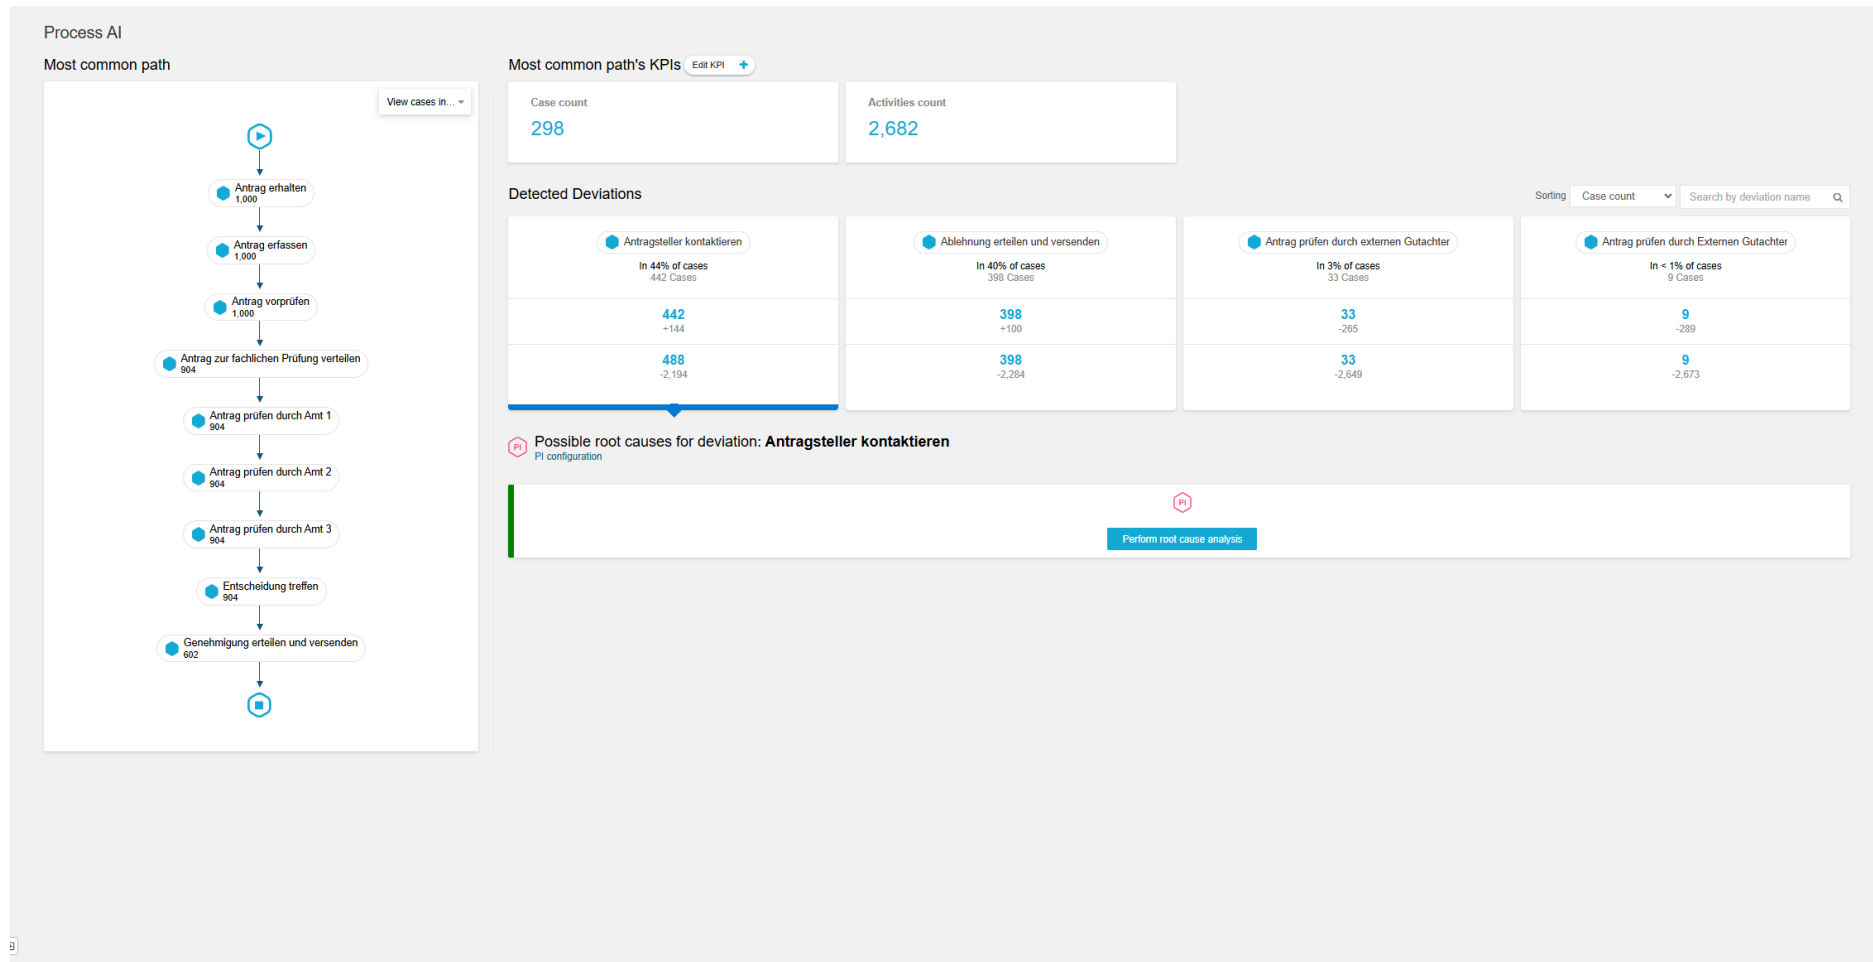 Process AI
Most common path
View cases in...
Antrag erhalten
1,000
Antrag erfassen
1,000
Antrag vorprüfen
1,000
Antrag zur fachlichen Prüfung verteilen
904
Antrag prüfen durch Amt 1
904
Antrag prüfen durch Amt 2
904
Antrag prüfen durch Amt 3
904
Entscheidung treffen
904
Genehmigung erteilen und versenden
602
Most common path's KPIs
Edit KPI +
Case count
298
Activities count
2,682
Detected Deviations
Sorting
Case count
Search by deviation name
Antragsteller kontaktieren
In 44% of cases
442 Cases
442
+144
488
-2,194
Ablehnung erteilen und versenden
In 40% of cases
398 Cases
398
+100
398
-2,284
Antrag prüfen durch externen Gutachter
In 3% of cases
33 Cases
33
-265
33
-2,649
Antrag prüfen durch Externen Gutachter
In < 1% of cases
9 Cases
9
-289
9
-2,673
PI
Possible root causes for deviation: Antragsteller kontaktieren
PI configuration
PI
Perform root cause analysis